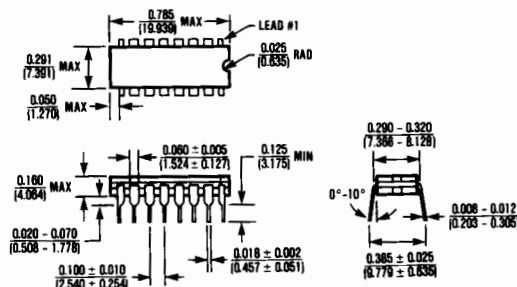 0.785
(19.939) MAX
LEAD #1
0.291
(7.391) MAX
0.025
(0.635) RAD
0.050
(1.270) MAX
0.060 ± 0.005
(1.524 ± 0.127)
0.125
(3.175) MIN
0.160
(4.064) MAX
0.020 - 0.070
(0.508 - 1.778)
0.018 ± 0.002
(0.457 ± 0.051)
0.100 ± 0.010
(2.540 ± 0.254)
0.290 - 0.320
(7.366 - 8.128)
0°-10°
0.008 - 0.012
(0.203 - 0.305)
0.385 ± 0.025
(9.779 ± 0.635)